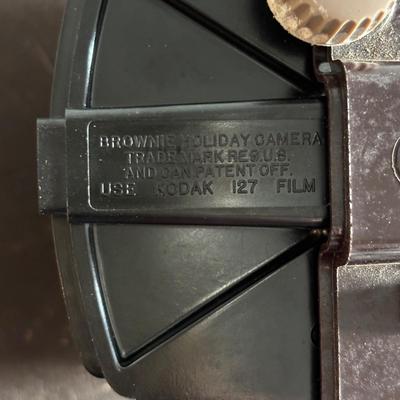 BROWNIE HOLIDAY CAMERA
TRADE MARK REG.U.S.
AND CAN.PATENT OFF.
USE KODAK 127 FILM